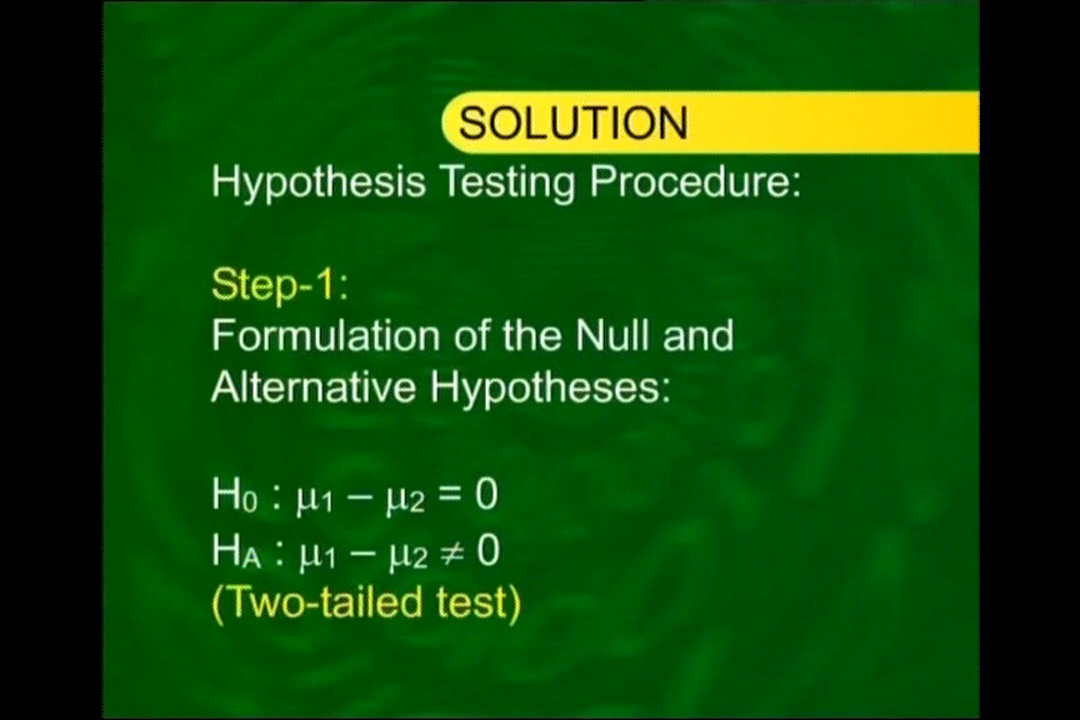 SOLUTION
Hypothesis Testing Procedure:
Step-1:
Formulation of the Null and
Alternative Hypotheses:
H₀ : μ₁ – μ₂ = 0
Hᴀ : μ₁ – μ₂ ≠ 0
(Two-tailed test)